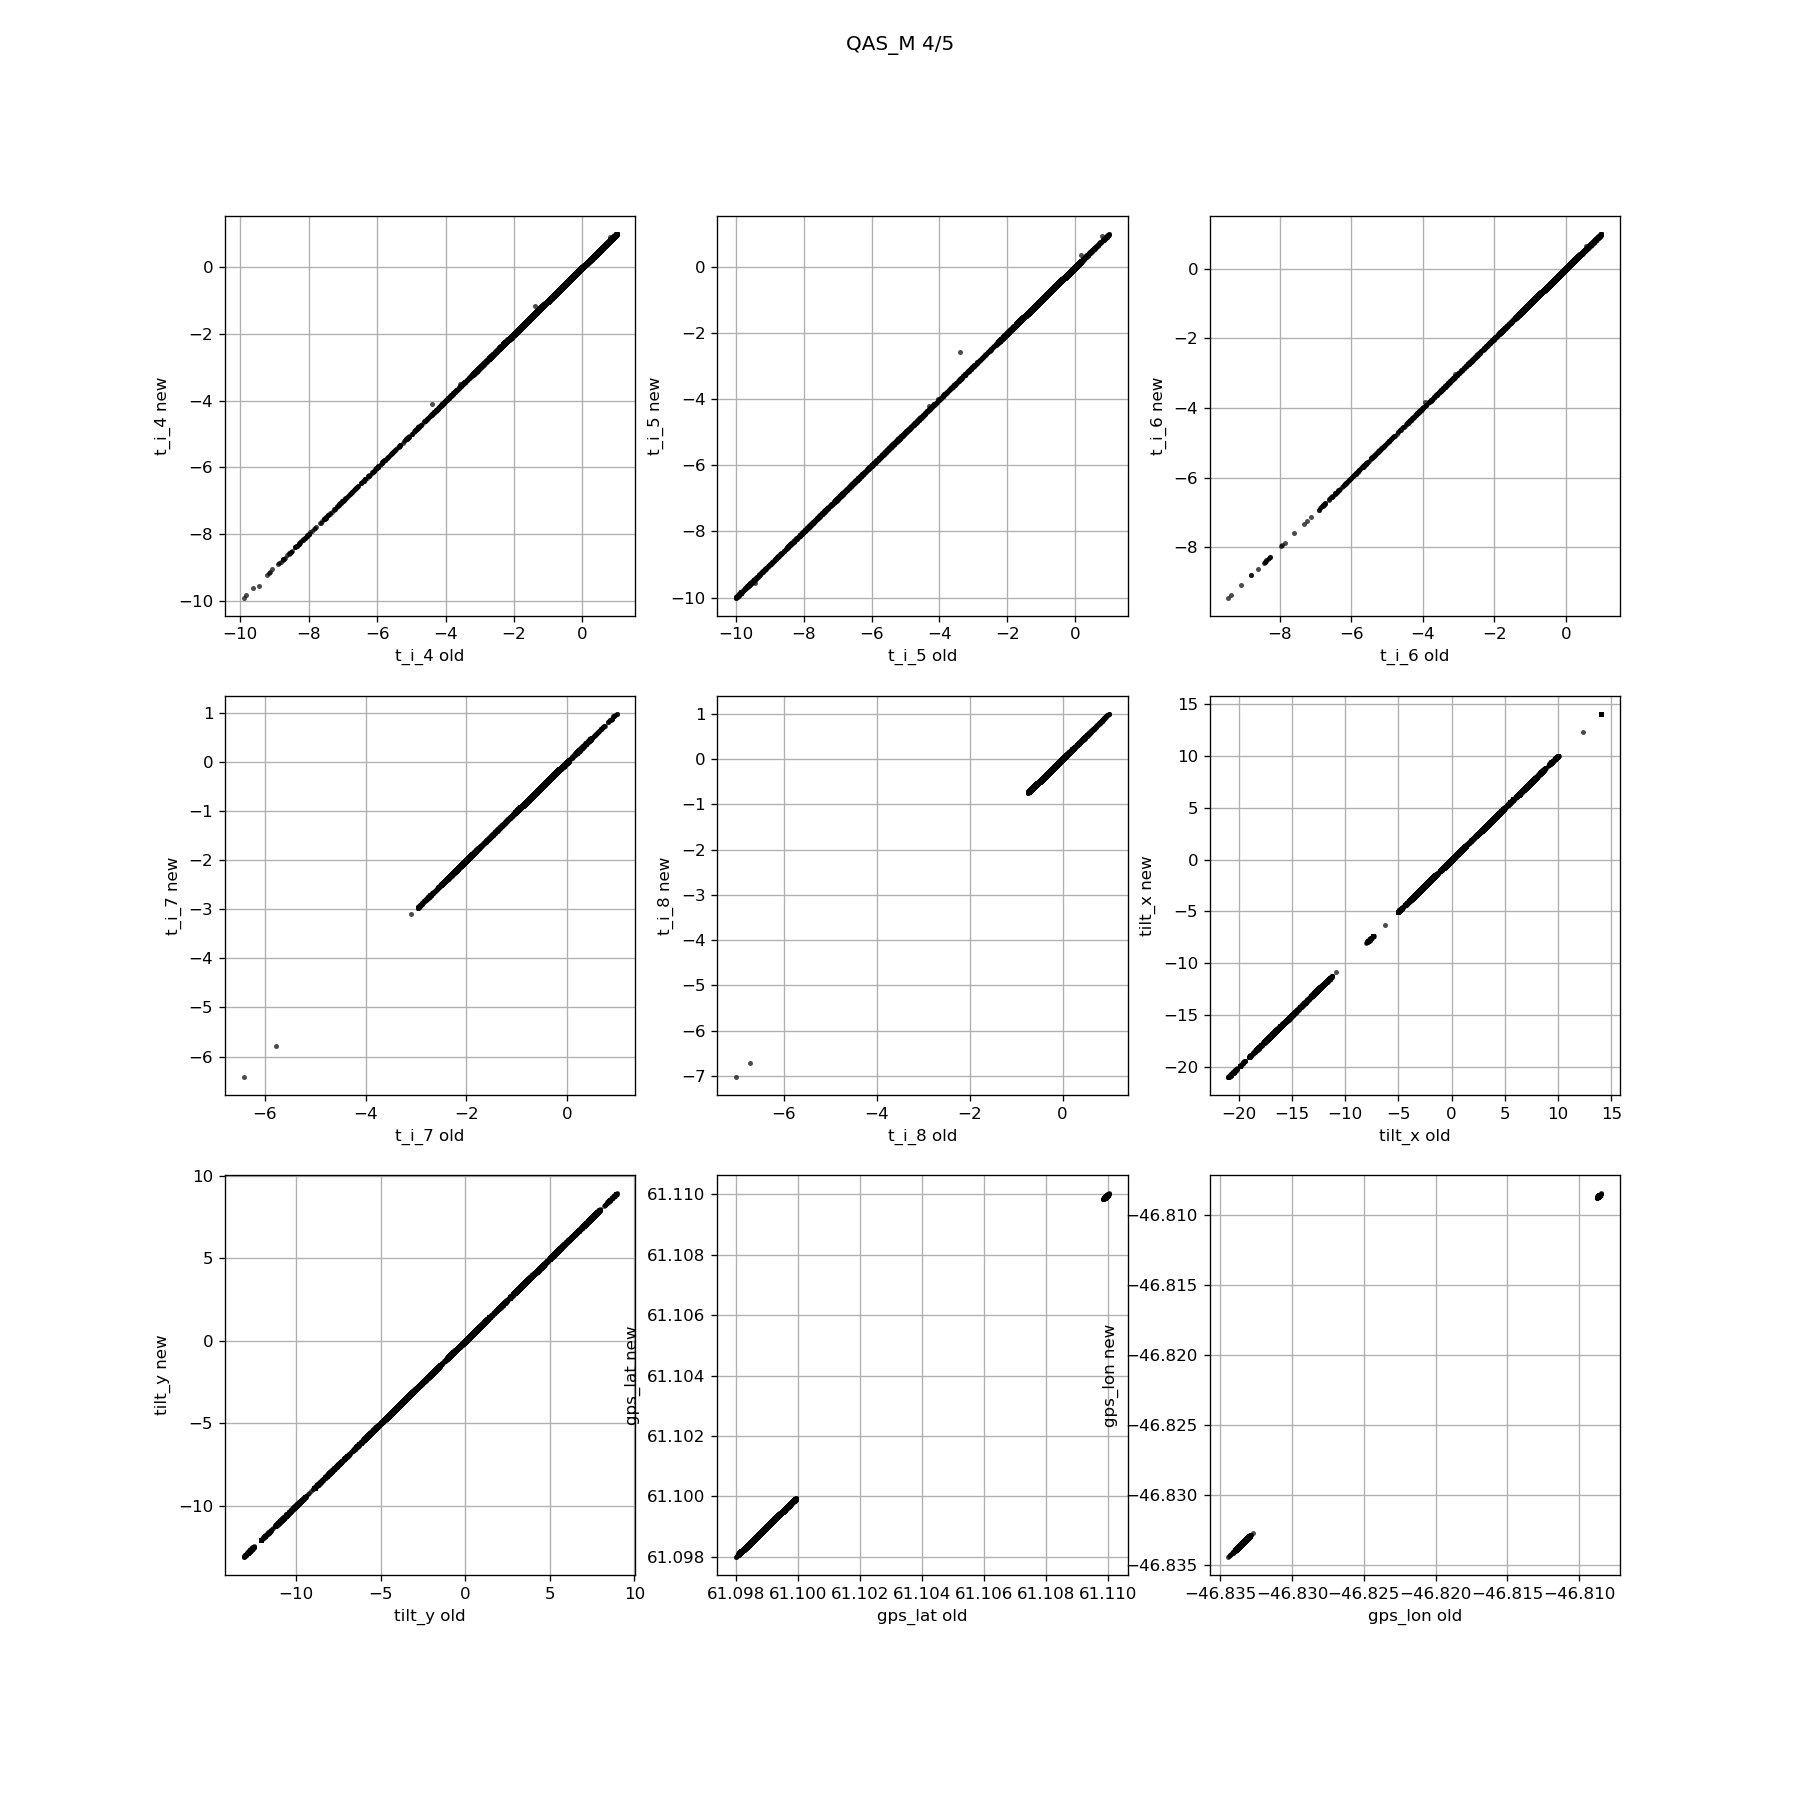 QAS_M 4/5
t_i_4 new
0
−2
−4
−6
−8
−10
−10 −8 −6 −4 −2 0
t_i_4 old
t_i_5 new
0
−2
−4
−6
−8
−10
−10 −8 −6 −4 −2 0
t_i_5 old
t_i_6 new
0
−2
−4
−6
−8
−8 −6 −4 −2 0
t_i_6 old
t_i_7 new
1
0
−1
−2
−3
−4
−5
−6
−6 −4 −2 0
t_i_7 old
t_i_8 new
1
0
−1
−2
−3
−4
−5
−6
−7
−6 −4 −2 0
t_i_8 old
tilt_x new
15
10
5
0
−5
−10
−15
−20
−20 −15 −10 −5 0 5 10 15
tilt_x old
tilt_y new
10
5
0
−5
−10
−10 −5 0 5 10
tilt_y old
gps_lat new
61.110
61.108
61.106
61.104
61.102
61.100
61.098
61.098 61.100 61.102 61.104 61.106 61.108 61.110
gps_lat old
gps_lon new
−46.810
−46.815
−46.820
−46.825
−46.830
−46.835
−46.835 −46.830 −46.825 −46.820 −46.815 −46.810
gps_lon old